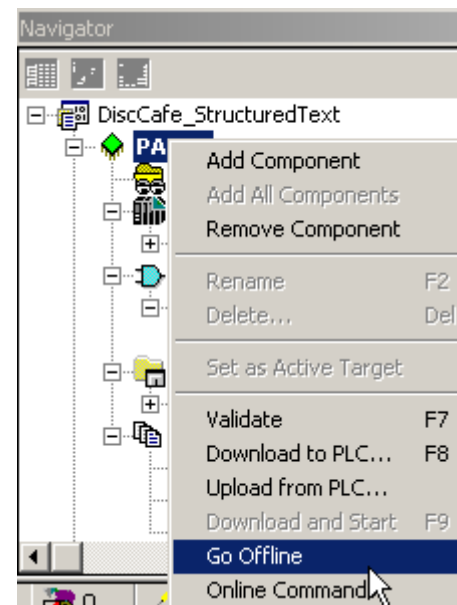 Navigator
DiscCafe_StructuredText
PA
Add Component
Add All Components
Remove Component
Rename F2
Delete... Del
Set as Active Target
Validate F7
Download to PLC... F8
Upload from PLC...
Download and Start F9
Go Offline
Online Command